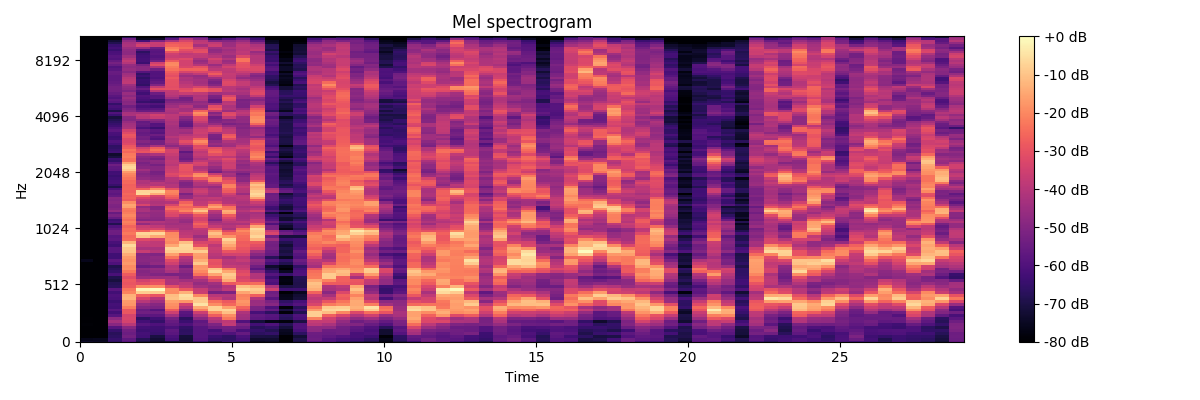 Mel spectrogram
Hz
8192
4096
2048
1024
512
0
0 5 10 15 20 25
Time
+0 dB
-10 dB
-20 dB
-30 dB
-40 dB
-50 dB
-60 dB
-70 dB
-80 dB